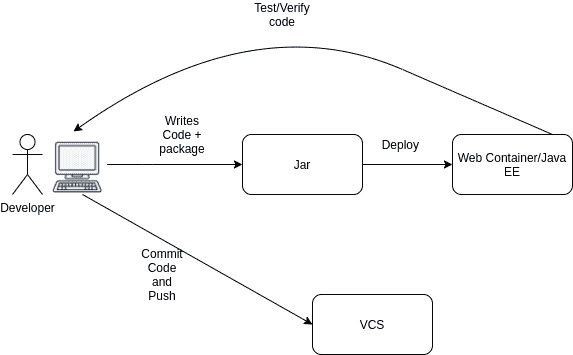 Test/Verify
code
Writes
Code +
package
Jar
Deploy
Web Container/Java
EE
Developer
Commit
Code
and
Push
VCS